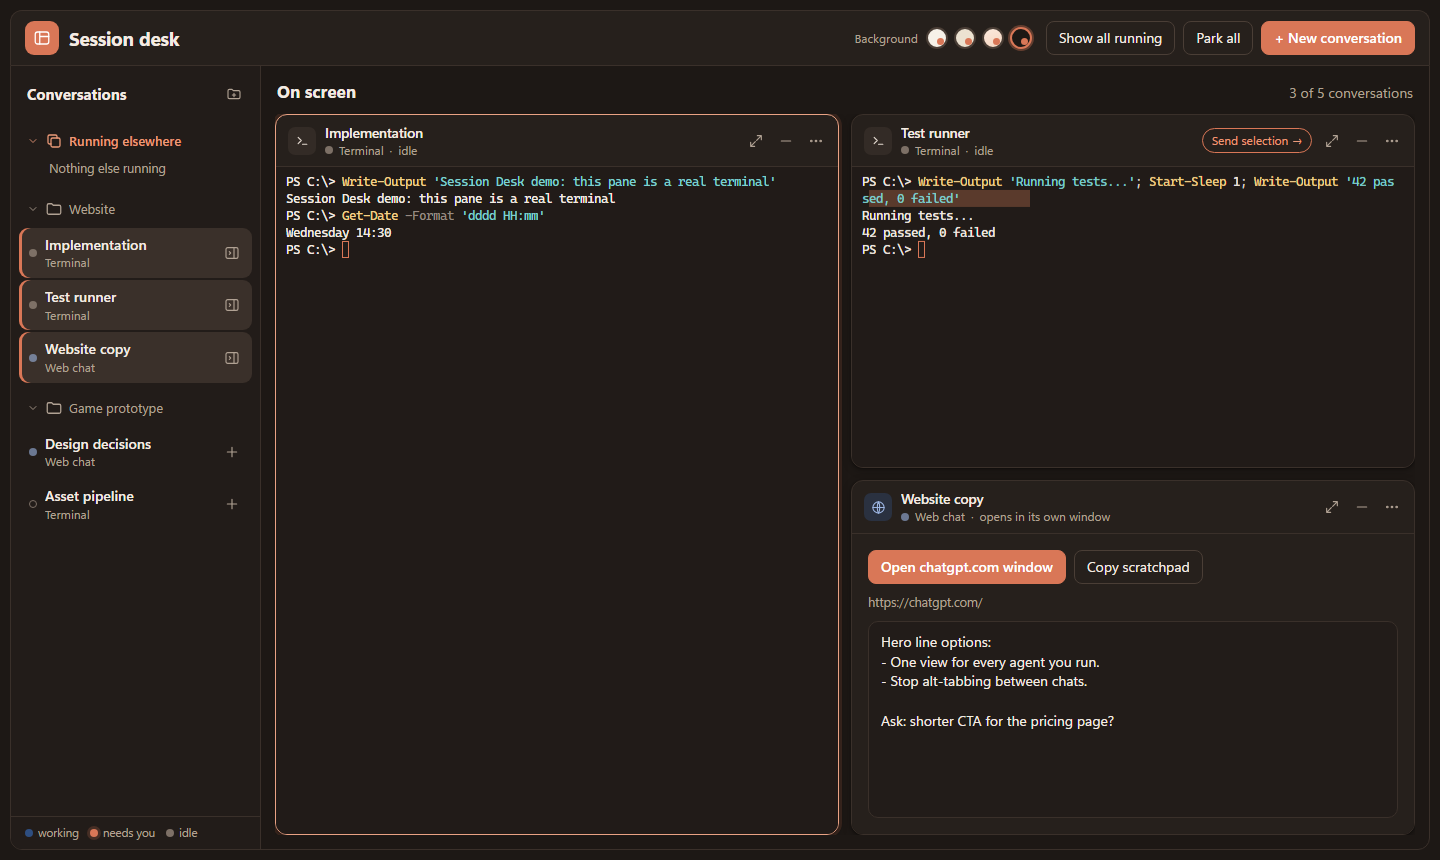 Session desk
Background
Show all running
Park all
+ New conversation
Conversations
Running elsewhere
Nothing else running
Website
Implementation
Terminal
Test runner
Terminal
Website copy
Web chat
Game prototype
Design decisions
Web chat
Asset pipeline
Terminal
working
needs you
idle
On screen
3 of 5 conversations
Implementation
Terminal · idle
PS C:\> Write-Output 'Session Desk demo: this pane is a real terminal'
Session Desk demo: this pane is a real terminal
PS C:\> Get-Date -Format 'dddd HH:mm'
Wednesday 14:30
PS C:\>
Test runner
Terminal · idle
Send selection →
PS C:\> Write-Output 'Running tests...'; Start-Sleep 1; Write-Output '42 pas
sed, 0 failed'
Running tests...
42 passed, 0 failed
PS C:\>
Website copy
Web chat · opens in its own window
Open chatgpt.com window
Copy scratchpad
https://chatgpt.com/
Hero line options:
- One view for every agent you run.
- Stop alt-tabbing between chats.
Ask: shorter CTA for the pricing page?